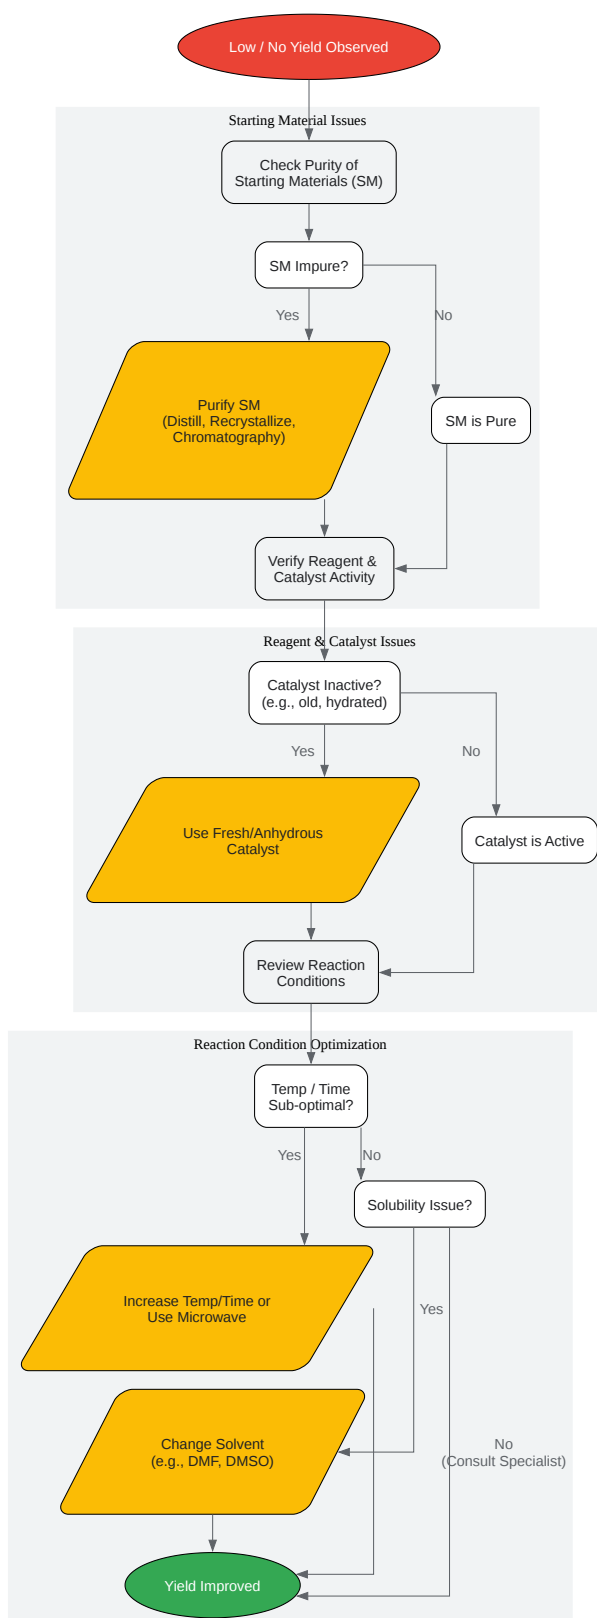 Low / No Yield Observed
Starting Material Issues
Check Purity of
Starting Materials (SM)
SM Impure?
Yes
No
Purify SM
(Distill, Recrystallize,
Chromatography)
SM is Pure
Verify Reagent &
Catalyst Activity
Reagent & Catalyst Issues
Catalyst Inactive?
(e.g., old, hydrated)
Yes
No
Use Fresh/Anhydrous
Catalyst
Catalyst is Active
Review Reaction
Conditions
Reaction Condition Optimization
Temp / Time
Sub-optimal?
Yes
No
Solubility Issue?
Increase Temp/Time or
Use Microwave
Yes
Change Solvent
(e.g., DMF, DMSO)
No
(Consult Specialist)
Yield Improved